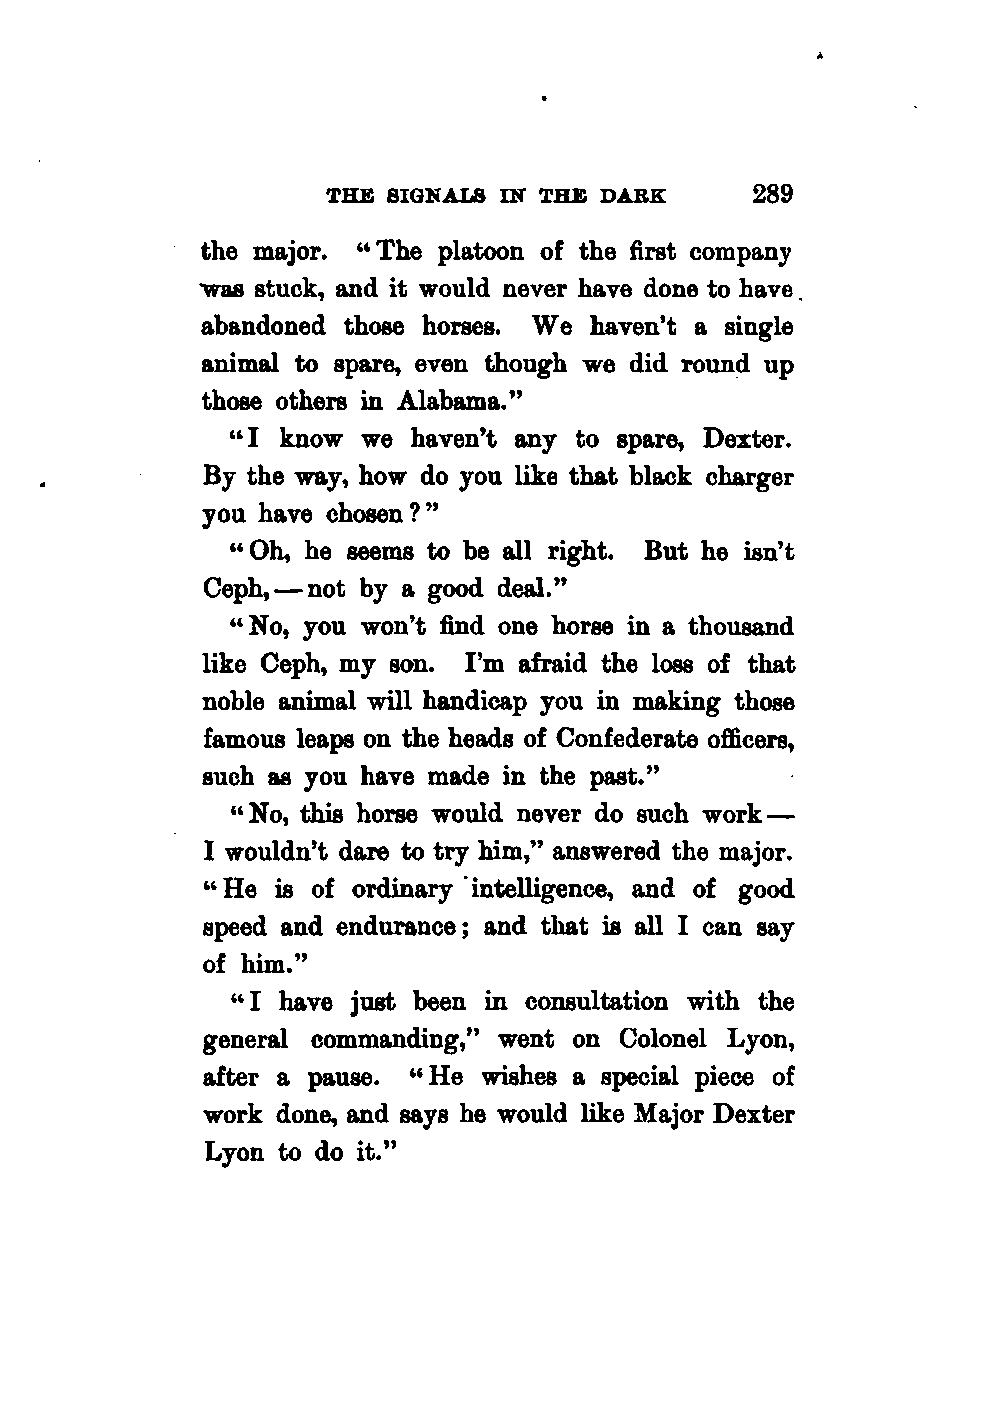 THE SIGNALS IN THE DARK 289
the major. “The platoon of the first company
was stuck, and it would never have done to have
abandoned those horses. We haven’t a single
animal to spare, even though we did round up
those others in Alabama.”
“I know we haven’t any to spare, Dexter.
By the way, how do you like that black charger
you have chosen?”
“Oh, he seems to be all right. But he isn’t
Ceph,—not by a good deal.”
“No, you won’t find one horse in a thousand
like Ceph, my son. I’m afraid the loss of that
noble animal will handicap you in making those
famous leaps on the heads of Confederate officers,
such as you have made in the past.”
“No, this horse would never do such work—
I wouldn’t dare to try him,” answered the major.
“He is of ordinary intelligence, and of good
speed and endurance; and that is all I can say
of him.”
“I have just been in consultation with the
general commanding,” went on Colonel Lyon,
after a pause. “He wishes a special piece of
work done, and says he would like Major Dexter
Lyon to do it.”